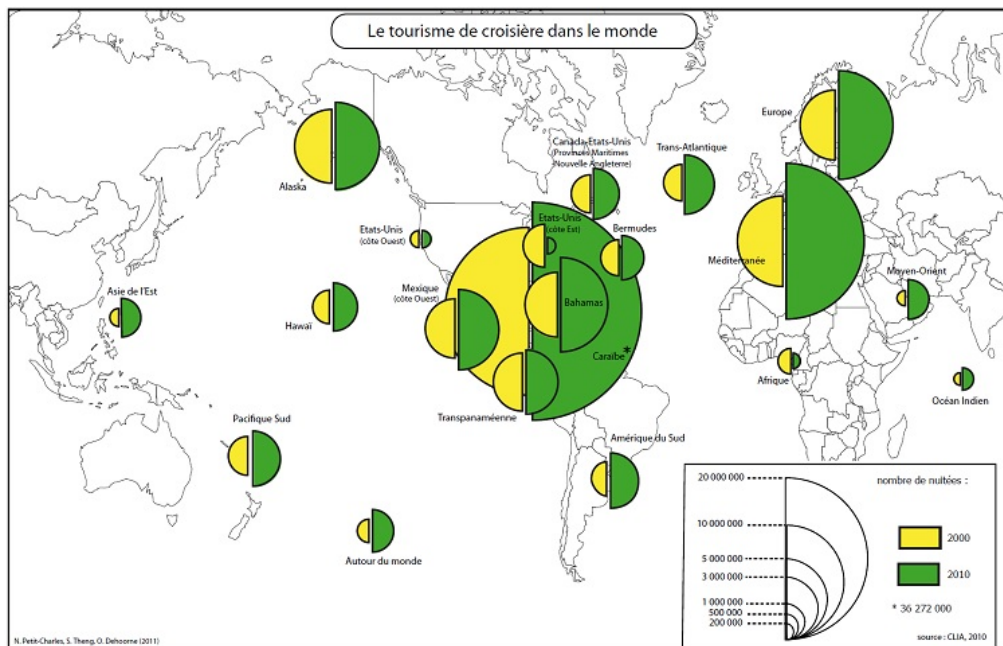 Le tourisme de croisière dans le monde
Europe
Canada-Etats-Unis
(Provinces Maritimes
-Nouvelle Angleterre)
Trans-Atlantique
Alaska
Etats-Unis
(côte Ouest)
Etats-Unis
(côte Est)
Bermudes
Méditerranée
Moyen-Orient
Asie de l'Est
Mexique
(côte Ouest)
Hawaï
Bahamas
Caraïbe*
Afrique
Océan Indien
Transpanaméenne
Pacifique Sud
Amérique du Sud
Autour du monde
20 000 000
10 000 000
5 000 000
3 000 000
1 000 000
500 000
200 000
nombre de nuitées :
2000
2010
* 36 272 000
source : CLIA, 2010
N. Petit-Charles, S. Theng, O. Dehoorne (2011)